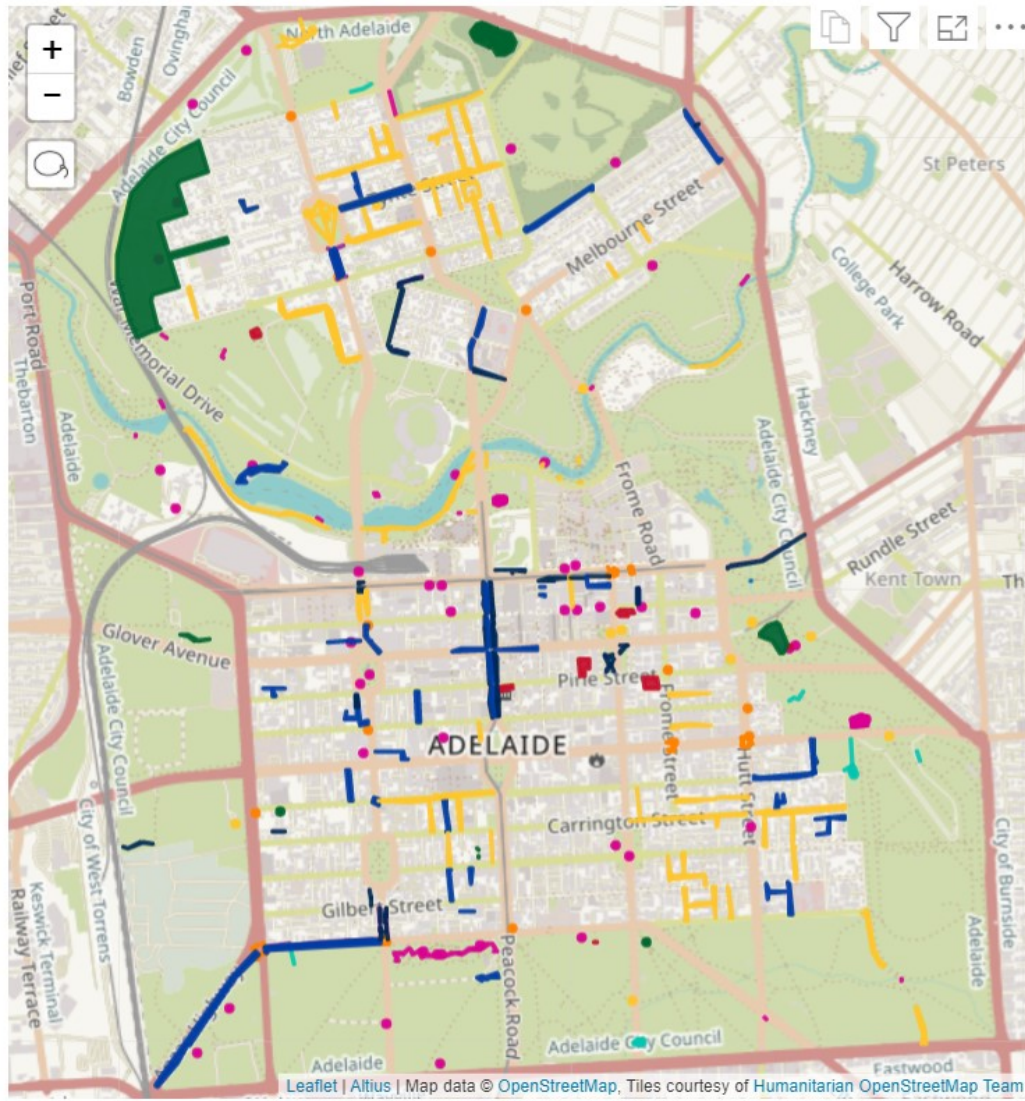 North Adelaide
Ovingham
Bowden
+
−
Adelaide City Council
St Peters
Melbourne Street
College Park
Harrow Road
Port Road
War Memorial Drive
Thebarton
Adelaide
Hackney
Adelaide City Council
Frome Road
Rundle Street
Kent Town
Glover Avenue
Pirie Street
Adelaide City Council
ADELAIDE
Frome Street
Hutt Street
City of West Torrens
Carrington Street
City of Burnside
Keswick Terminal
Railway Terrace
Gilbert Street
Peacock Road
Adelaide
Adelaide City Council
Adelaide
Eastwood
Leaflet | Altius | Map data © OpenStreetMap, Tiles courtesy of Humanitarian OpenStreetMap Team